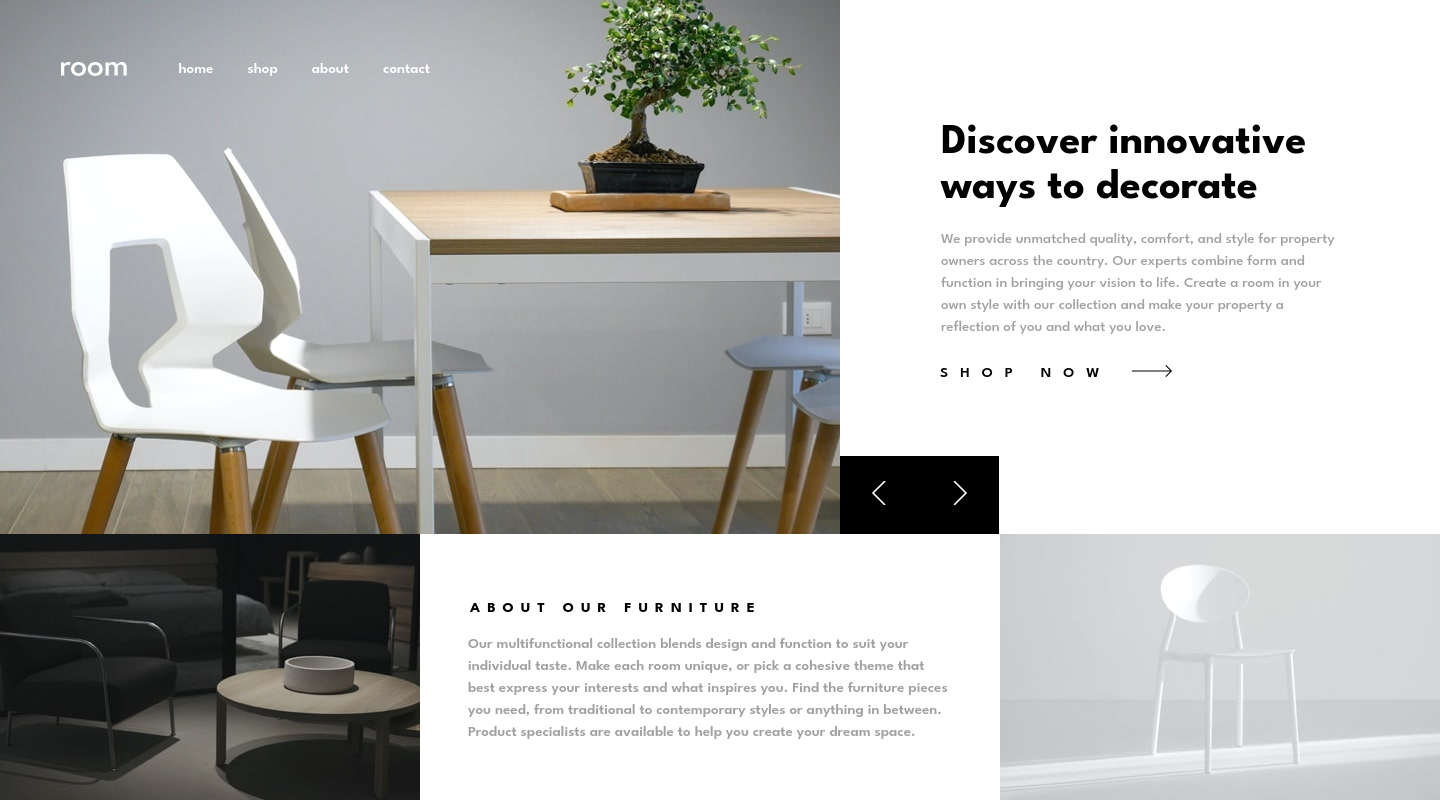 room
home shop about contact
Discover innovative
ways to decorate
We provide unmatched quality, comfort, and style for property
owners across the country. Our experts combine form and
function in bringing your vision to life. Create a room in your
own style with our collection and make your property a
reflection of you and what you love.
SHOP NOW
ABOUT OUR FURNITURE
Our multifunctional collection blends design and function to suit your
individual taste. Make each room unique, or pick a cohesive theme that
best express your interests and what inspires you. Find the furniture pieces
you need, from traditional to contemporary styles or anything in between.
Product specialists are available to help you create your dream space.